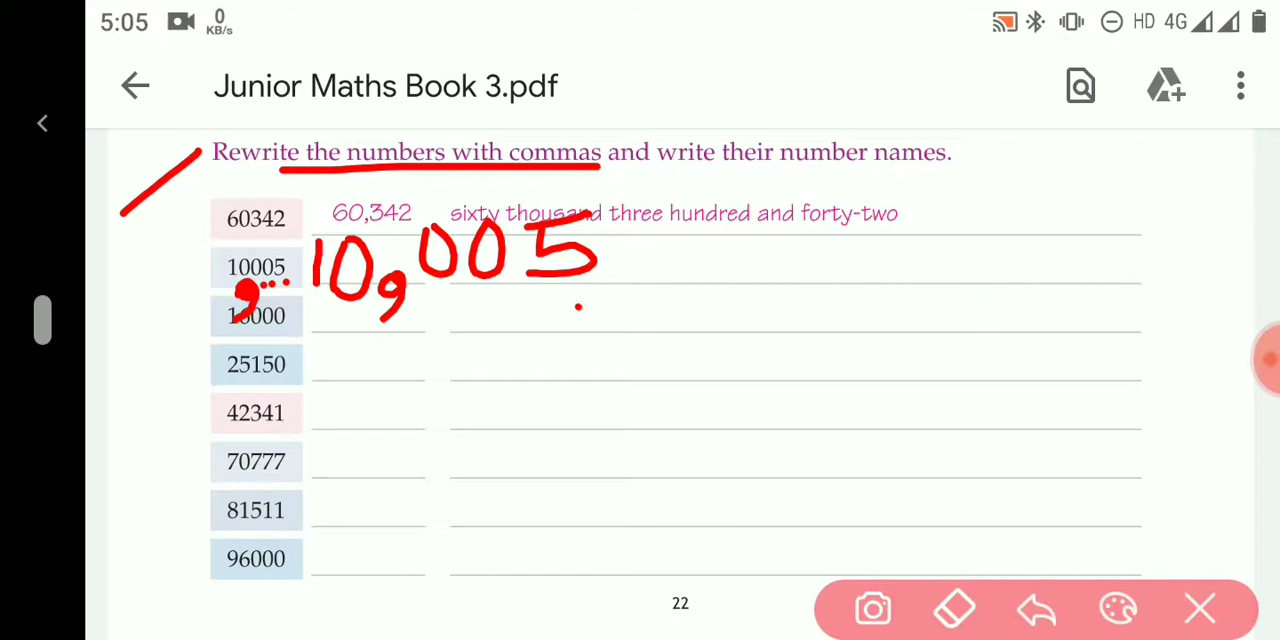 5:05 0 KB/s HD 4G
Junior Maths Book 3.pdf
Rewrite the numbers with commas and write their number names.
60342 60,342 sixty thousand three hundred and forty-two
10005 10,005
16000
25150
42341
70777
81511
96000
22